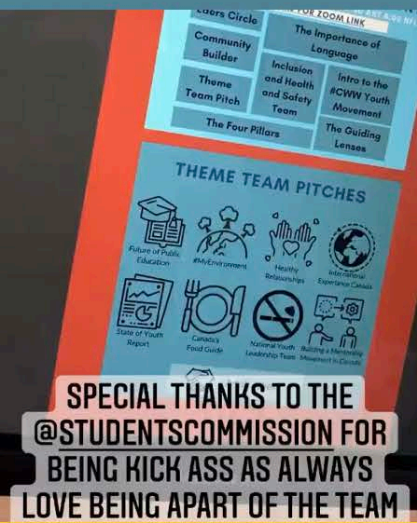 FOR ZOOM LINK
Circle
The Importance of
Language
Community
Builder
Inclusion
and Health
and Safety
Team
Intro to the
#CWW Youth
Movement
Theme
Team Pitch
The Four Pillars
The Guiding
Lenses
THEME TEAM PITCHES
Future of Public
Education
#MyEnvironment
Healthy
Relationships
International
Experience Canada
State of Youth
Report
Canada's
Food Guide
National Youth
Leadership Team
Building a Mentoring
Movement in Canada
SPECIAL THANKS TO THE
@STUDENTSCOMMISSION FOR
BEING KICK ASS AS ALWAYS
LOVE BEING APART OF THE TEAM